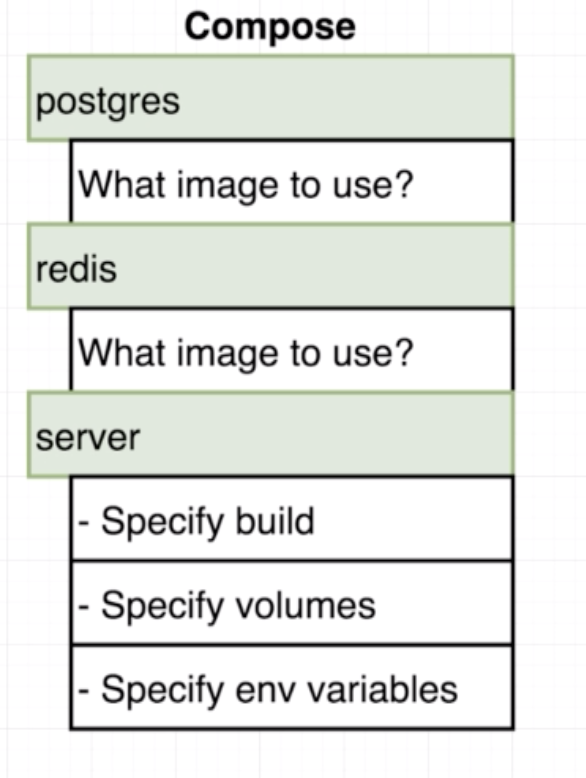 Compose
postgres
What image to use?
redis
What image to use?
server
- Specify build
- Specify volumes
- Specify env variables